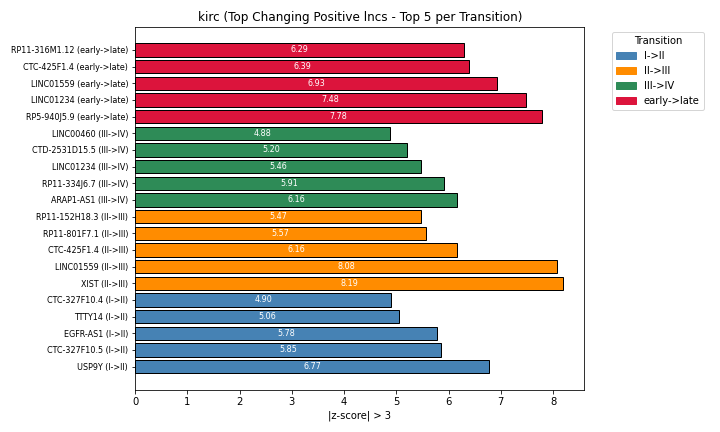 kirc (Top Changing Positive lncs - Top 5 per Transition)
RP11-316M1.12 (early->late) 6.29
CTC-425F1.4 (early->late) 6.39
LINC01559 (early->late) 6.93
LINC01234 (early->late) 7.48
RP5-940J5.9 (early->late) 7.78
LINC00460 (III->IV) 4.88
CTD-2531D15.5 (III->IV) 5.20
LINC01234 (III->IV) 5.46
RP11-334J6.7 (III->IV) 5.91
ARAP1-AS1 (III->IV) 6.16
RP11-152H18.3 (II->III) 5.47
RP11-801F7.1 (II->III) 5.57
CTC-425F1.4 (II->III) 6.16
LINC01559 (II->III) 8.08
XIST (II->III) 8.19
CTC-327F10.4 (I->II) 4.90
TTTY14 (I->II) 5.06
EGFR-AS1 (I->II) 5.78
CTC-327F10.5 (I->II) 5.85
USP9Y (I->II) 6.77
0 1 2 3 4 5 6 7 8
|z-score| > 3
Transition
I->II
II->III
III->IV
early->late